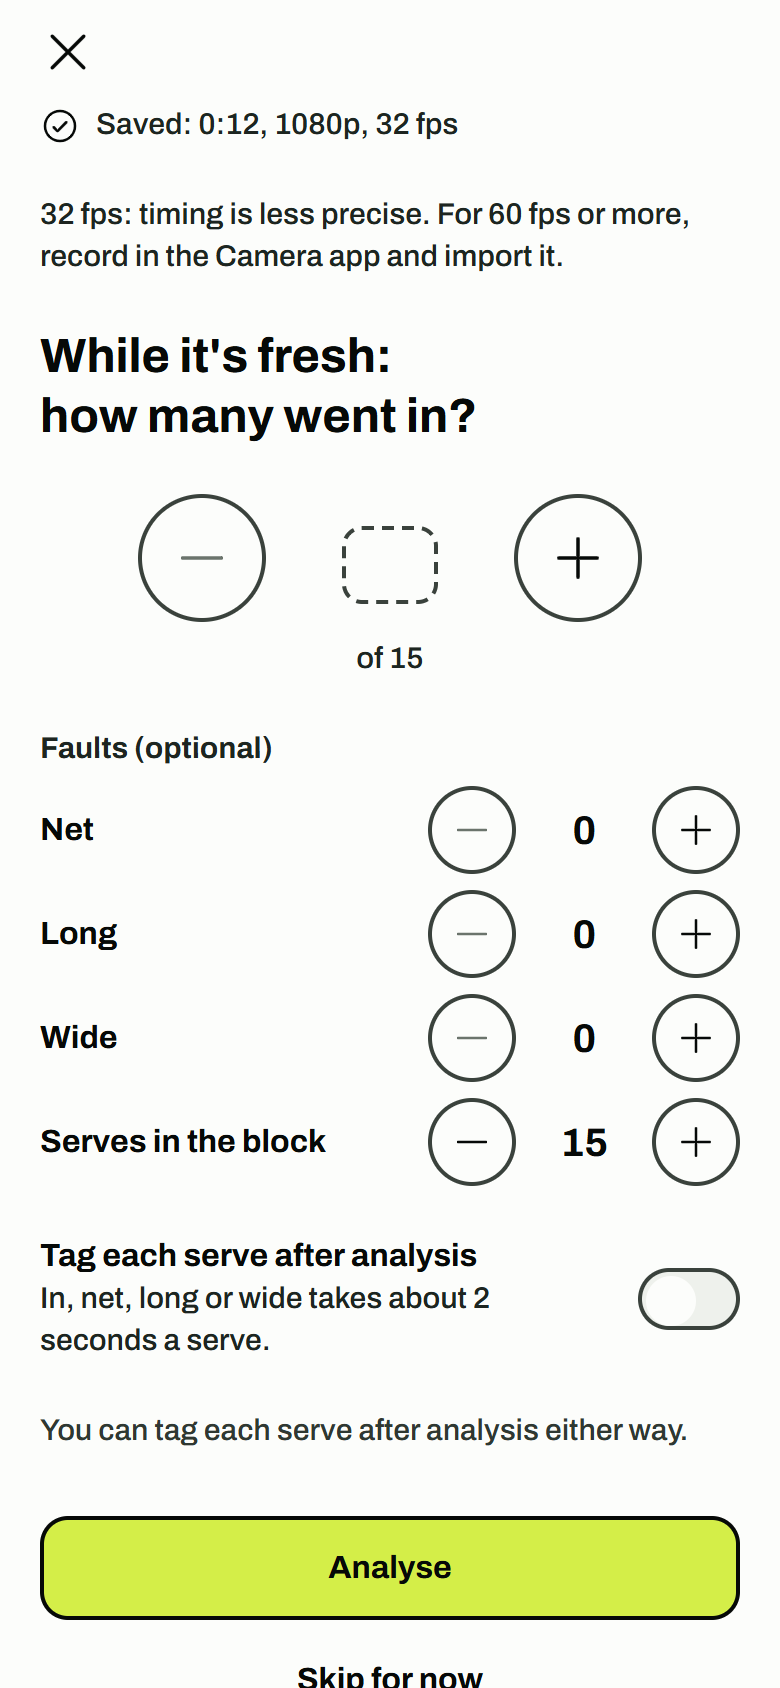 Saved: 0:12, 1080p, 32 fps
32 fps: timing is less precise. For 60 fps or more,
record in the Camera app and import it.
While it's fresh:
how many went in?
of 15
Faults (optional)
Net
0
Long
0
Wide
0
Serves in the block
15
Tag each serve after analysis
In, net, long or wide takes about 2
seconds a serve.
You can tag each serve after analysis either way.
Analyse
Skip for now